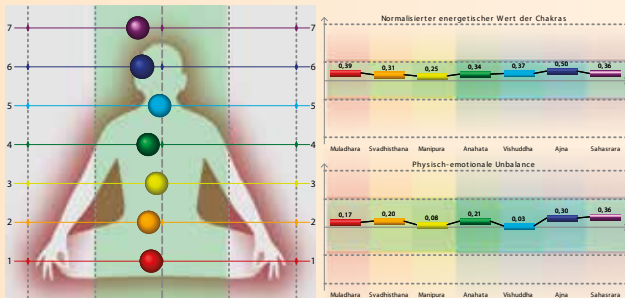 7 7
6 6
5 5
4 4
3 3
2 2
1 1
Normalisierter energetischer Wert der Chakras
0,39 0,31 0,25 0,34 0,37 0,50 0,36
Muladhara Svadhisthana Manipura Anahata Vishuddha Ajna Sahasrara
Physisch-emotionale Unbalance
0,17 0,20 0,08 0,21 0,03 0,30 0,36
Muladhara Svadhisthana Manipura Anahata Vishuddha Ajna Sahasrara